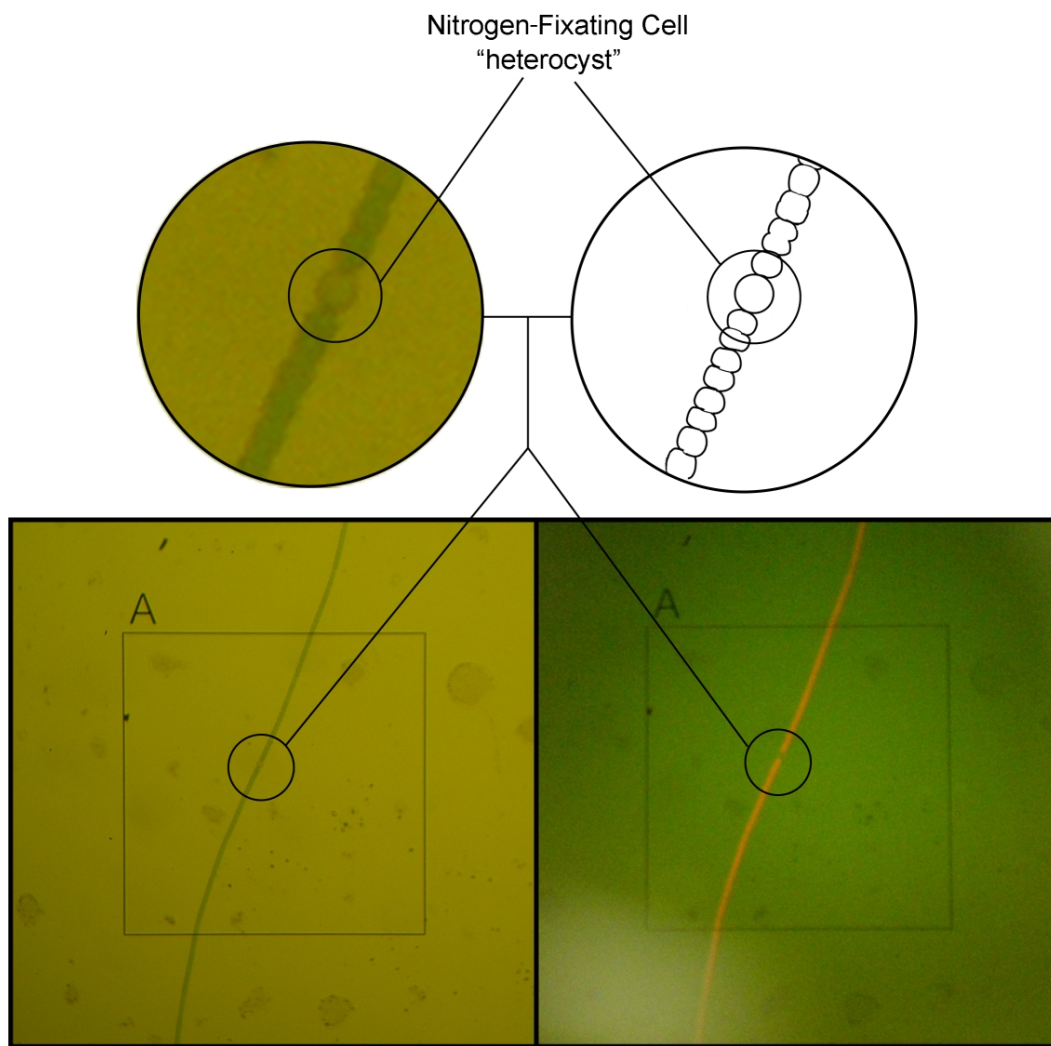 Nitrogen-Fixating Cell
“heterocyst”
A
A